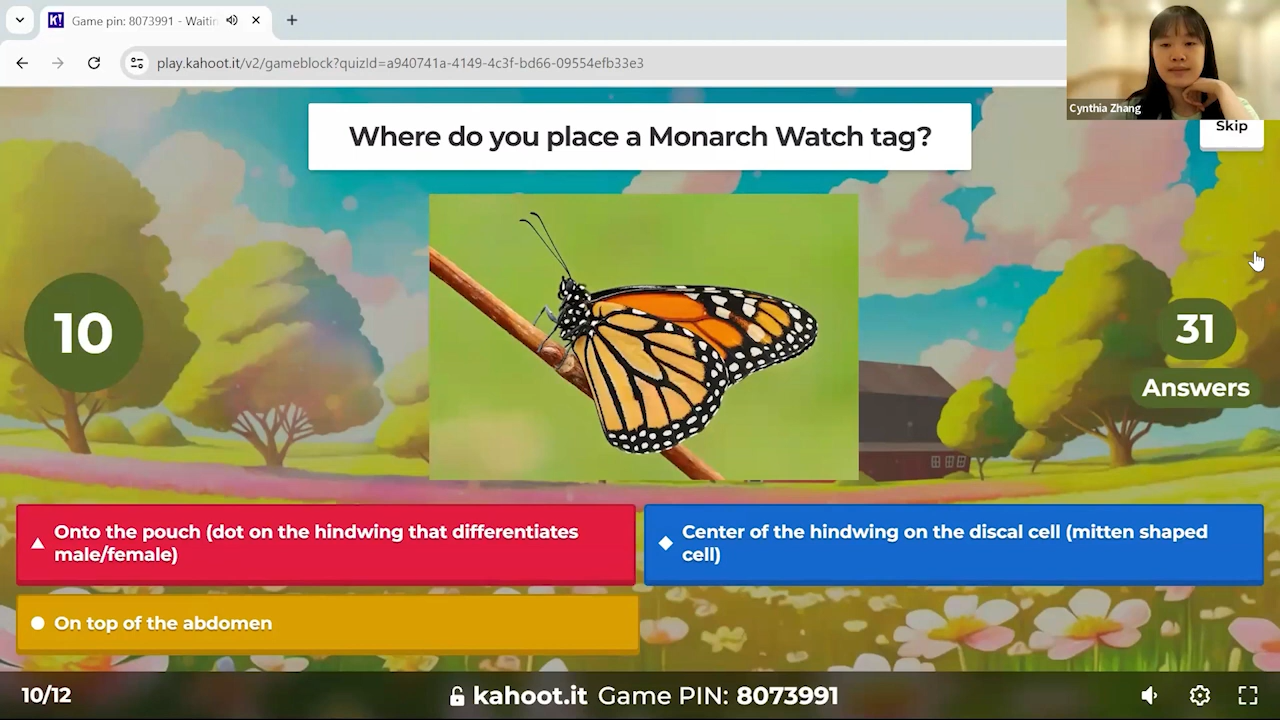 K! Game pin: 8073991 - Waitin
play.kahoot.it/v2/gameblock?quizId=a940741a-4149-4c3f-bd66-09554efb33e3
Cynthia Zhang
Skip
Where do you place a Monarch Watch tag?
10
31
Answers
Onto the pouch (dot on the hindwing that differentiates
male/female)
Center of the hindwing on the discal cell (mitten shaped
cell)
On top of the abdomen
10/12
kahoot.it Game PIN: 8073991